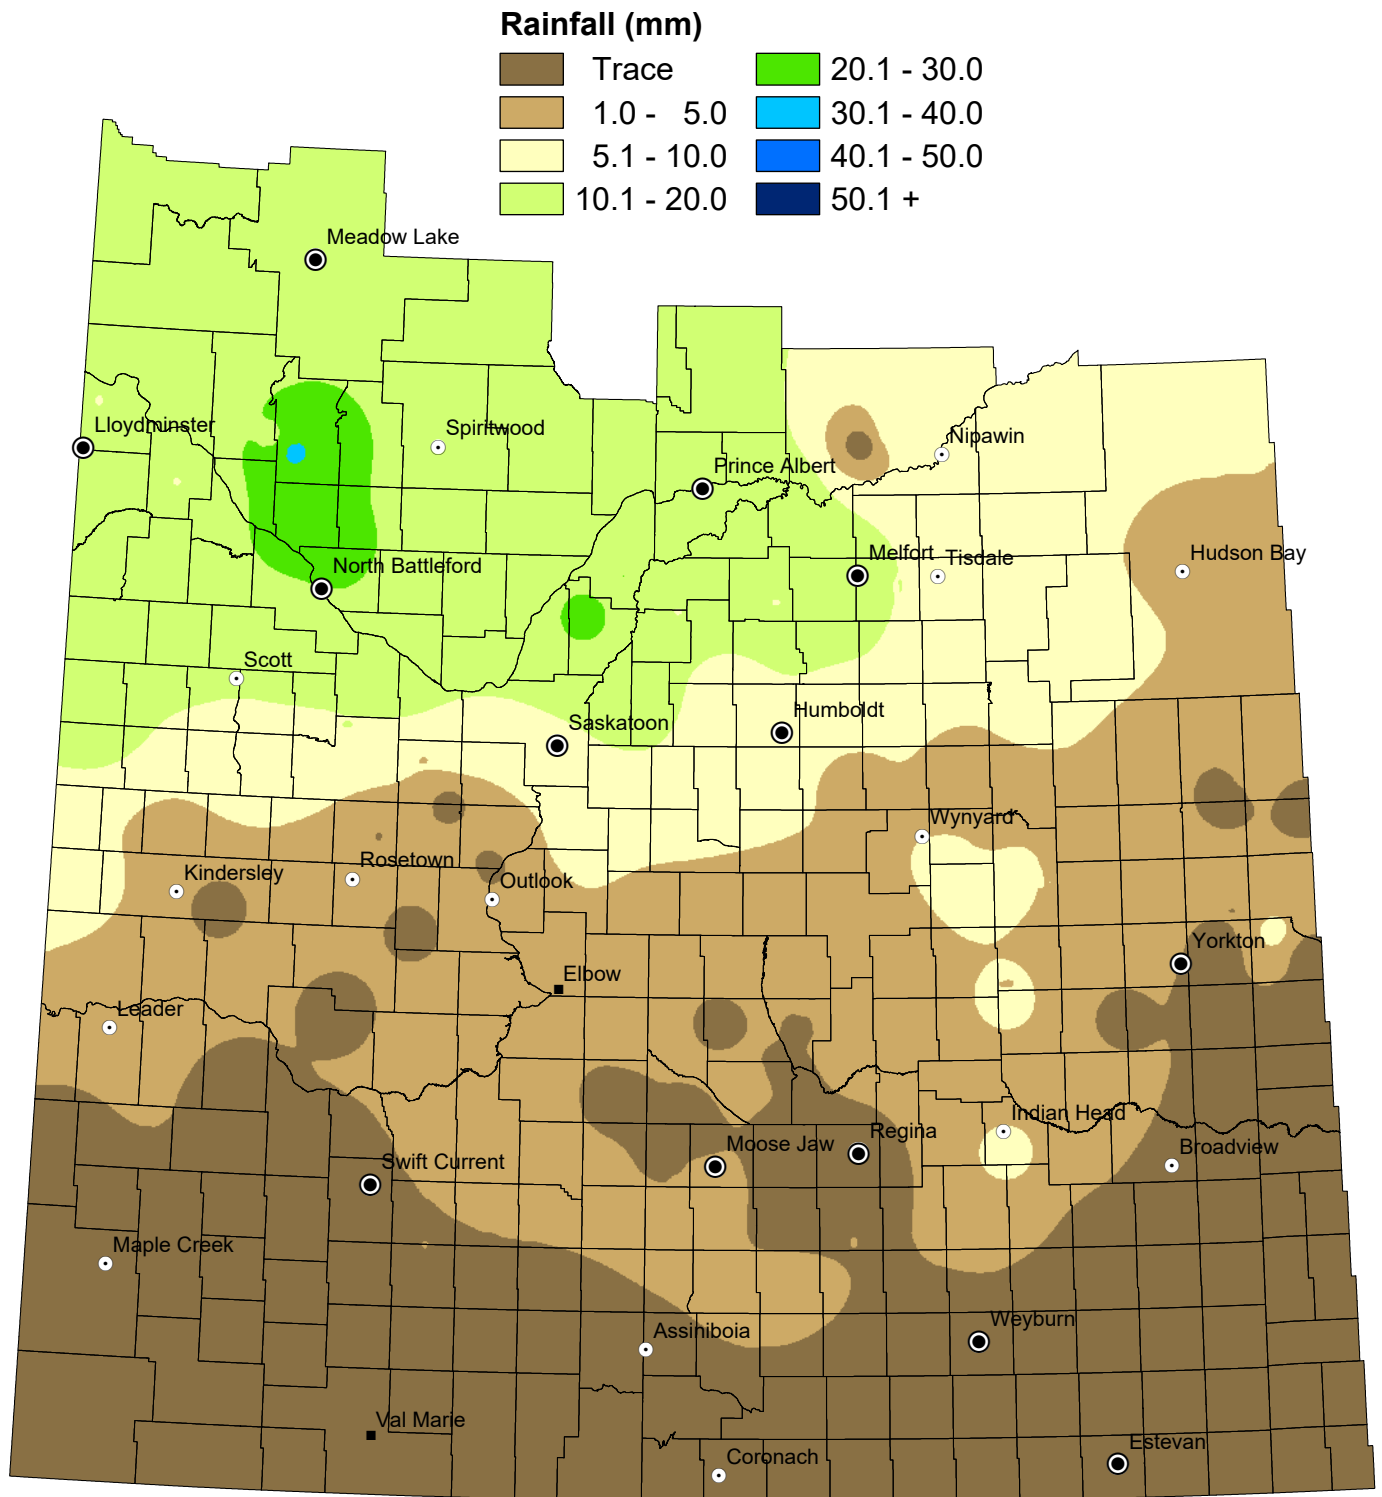 Rainfall (mm)
Trace
20.1 - 30.0
1.0 - 5.0
30.1 - 40.0
5.1 - 10.0
40.1 - 50.0
10.1 - 20.0
50.1 +
Meadow Lake
Lloydminster
Spiritwood
Nipawin
Prince Albert
Melfort
Tisdale
Hudson Bay
North Battleford
Scott
Saskatoon
Humboldt
Wynyard
Rosetown
Kindersley
Outlook
Yorkton
Elbow
Leader
Indian Head
Regina
Moose Jaw
Broadview
Swift Current
Maple Creek
Weyburn
Assiniboia
Val Marie
Estevan
Coronach